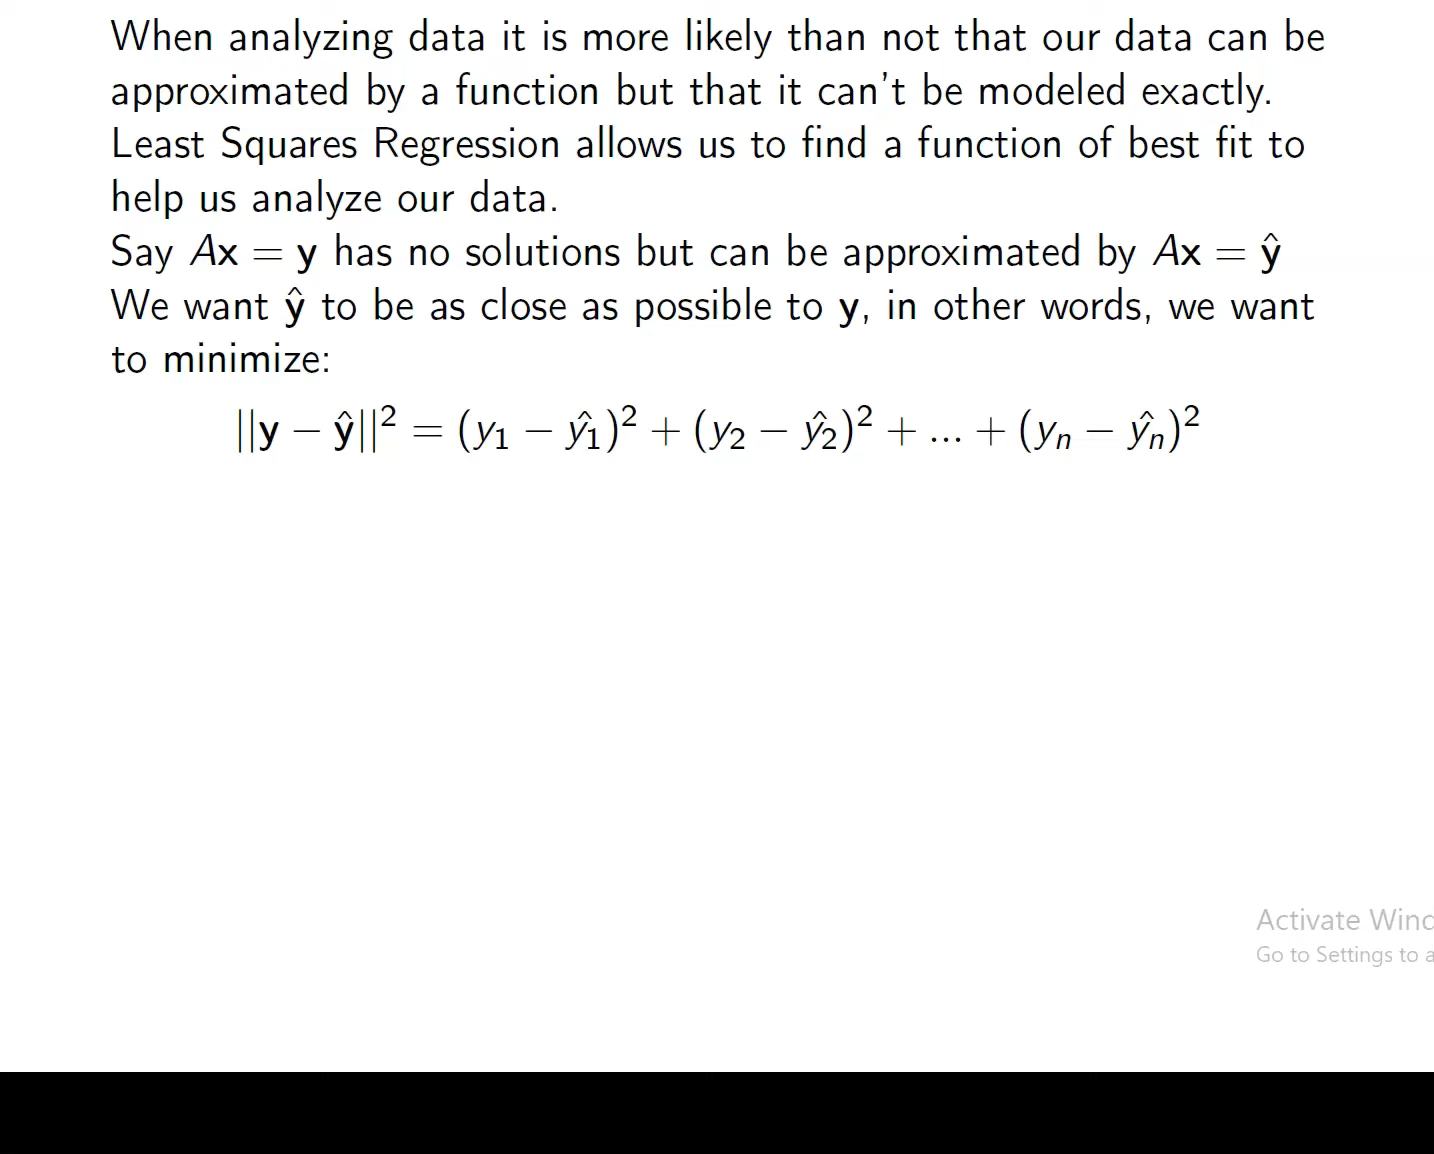 When analyzing data it is more likely than not that our data can be
approximated by a function but that it can't be modeled exactly.
Least Squares Regression allows us to find a function of best fit to
help us analyze our data.
Say Ax = y has no solutions but can be approximated by Ax = ŷ
We want ŷ to be as close as possible to y, in other words, we want
to minimize:
||y − ŷ||² = (y₁ − ŷ₁)² + (y₂ − ŷ₂)² + ... + (yₙ − ŷₙ)²
Activate Wind
Go to Settings to a